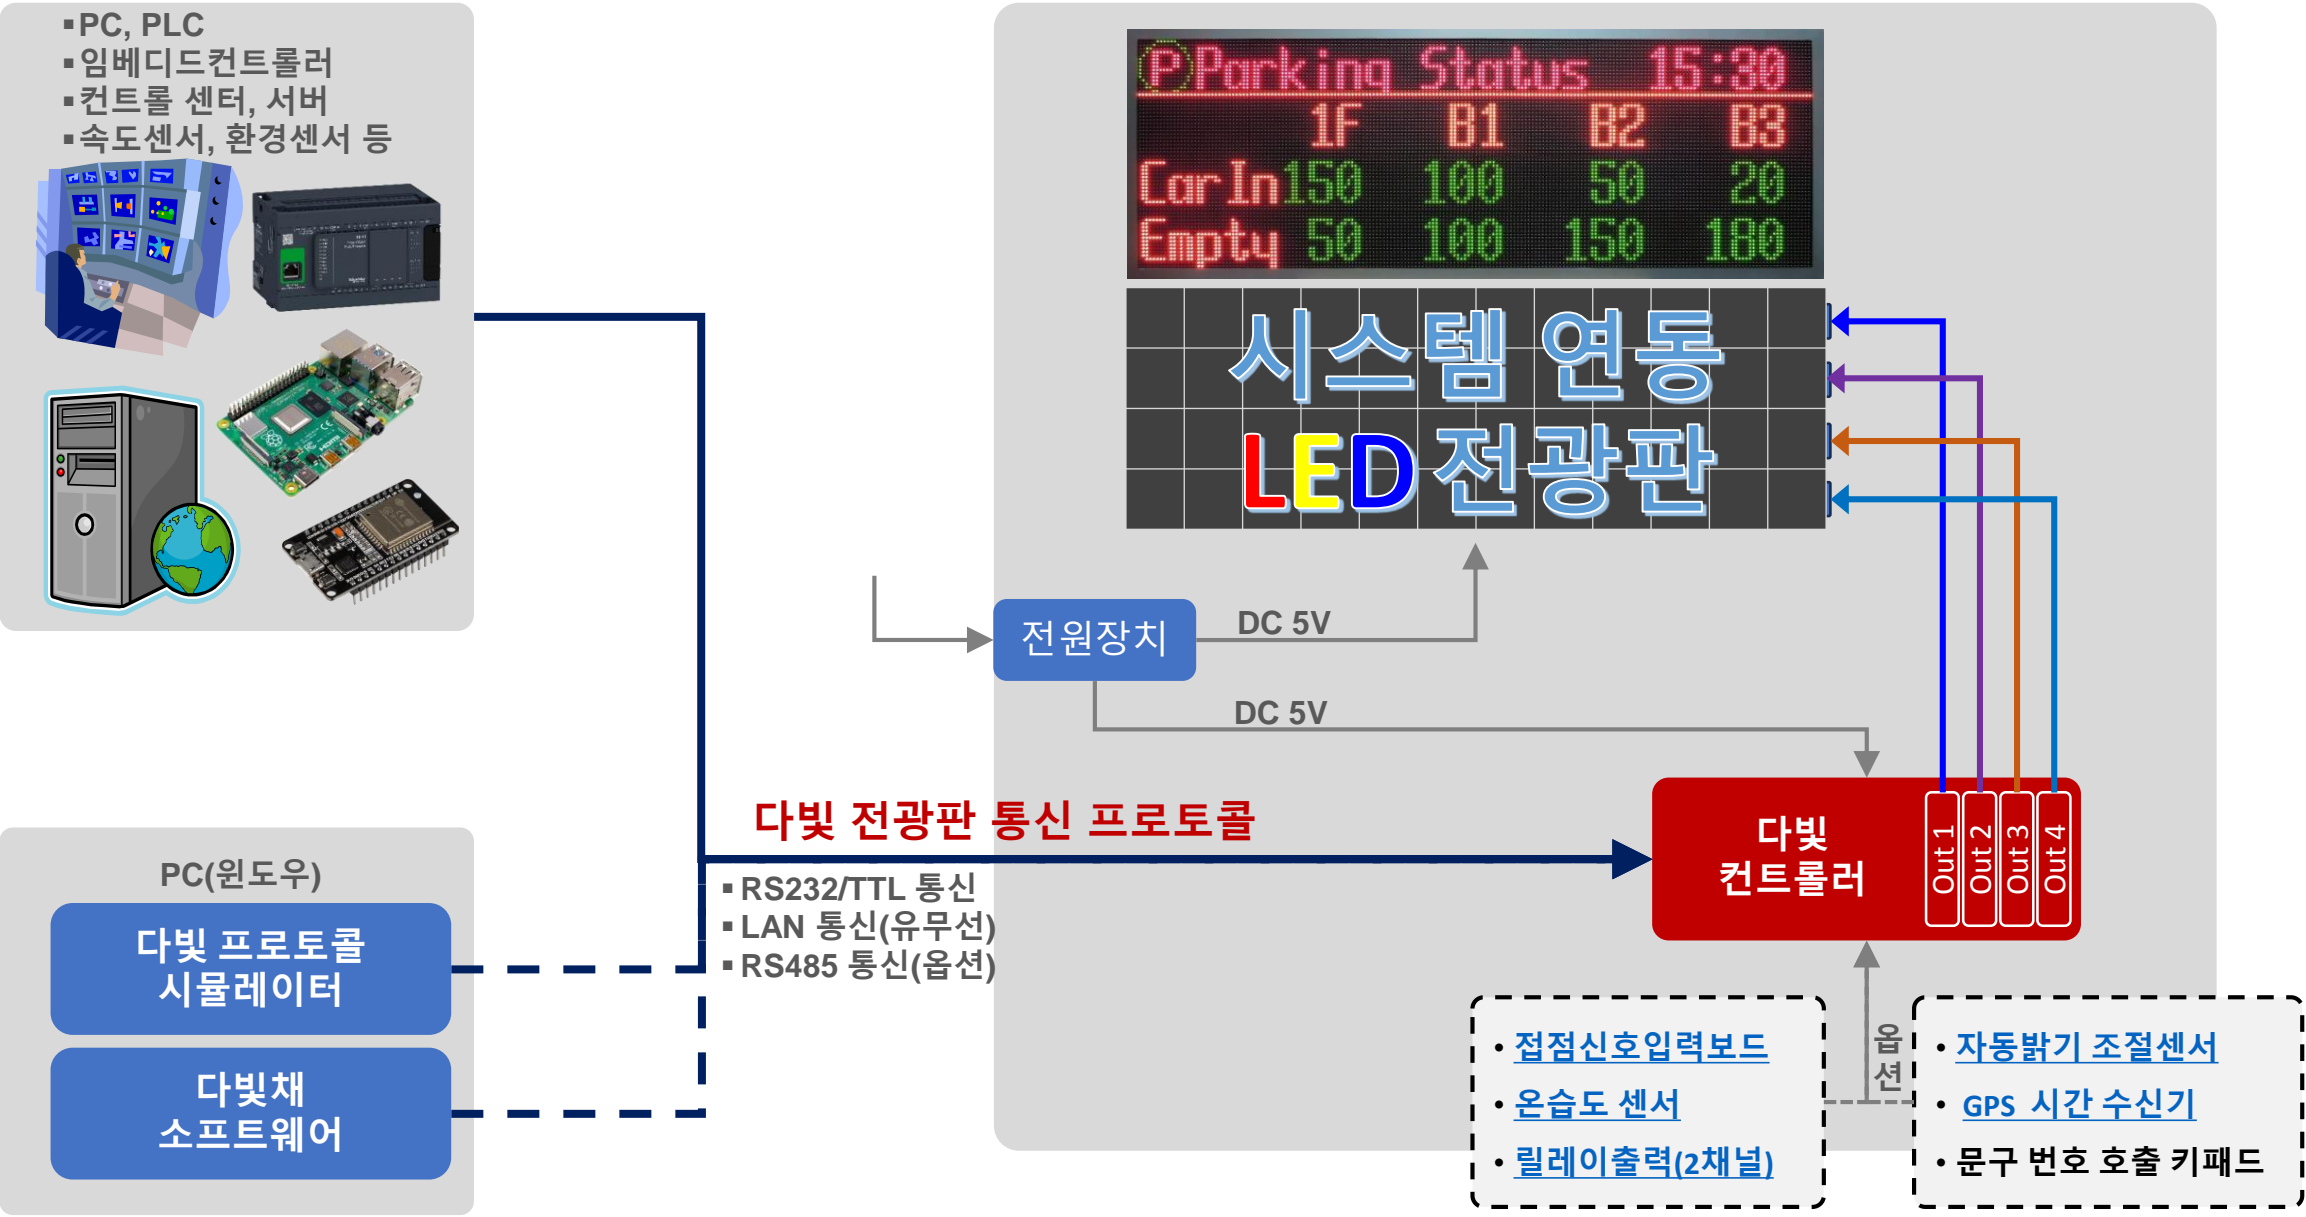 ▪PC, PLC
▪임베디드컨트롤러
▪컨트롤 센터, 서버
▪속도센서, 환경센서 등
ⓅParking Status 15:30
1F B1 B2 B3
CarIn 150 100 50 20
Empty 50 100 150 180
시스템 연동
LED 전광판
전원장치
DC 5V
DC 5V
다빛 전광판 통신 프로토콜
▪RS232/TTL 통신
▪LAN 통신(유무선)
▪RS485 통신(옵션)
다빛
컨트롤러
Out 1
Out 2
Out 3
Out 4
PC(윈도우)
다빛 프로토콜
시뮬레이터
다빛채
소프트웨어
• 접점신호입력보드
• 온습도 센서
• 릴레이출력(2채널)
옵
션
• 자동밝기 조절센서
• GPS 시간 수신기
• 문구 번호 호출 키패드